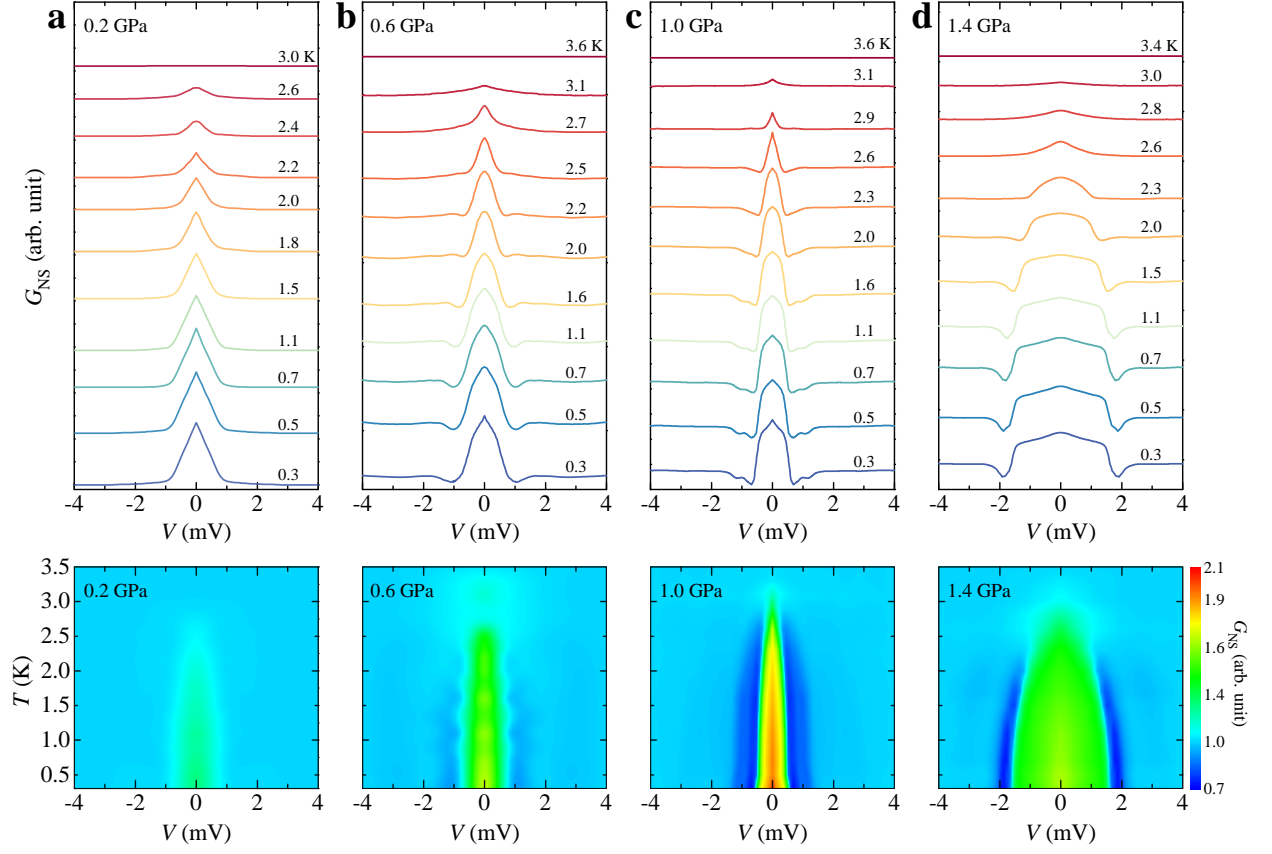 a
0.2 GPa
3.0 K
2.6
2.4
2.2
2.0
1.8
1.5
1.1
0.7
0.5
0.3
G_NS (arb. unit)
-4 -2 0 2 4
V (mV)
b
0.6 GPa
3.6 K
3.1
2.7
2.5
2.2
2.0
1.6
1.1
0.7
0.5
0.3
-4 -2 0 2 4
V (mV)
c
1.0 GPa
3.6 K
3.1
2.9
2.6
2.3
2.0
1.6
1.1
0.7
0.5
0.3
-4 -2 0 2 4
V (mV)
d
1.4 GPa
3.4 K
3.0
2.8
2.6
2.3
2.0
1.5
1.1
0.7
0.5
0.3
-4 -2 0 2 4
V (mV)
0.2 GPa
3.5
3.0
2.5
2.0
1.5
1.0
0.5
T (K)
-4 -2 0 2 4
V (mV)
0.6 GPa
-4 -2 0 2 4
V (mV)
1.0 GPa
-4 -2 0 2 4
V (mV)
1.4 GPa
-4 -2 0 2 4
V (mV)
2.1
1.9
1.6
1.4
1.2
1.0
0.7
G_NS (arb. unit)